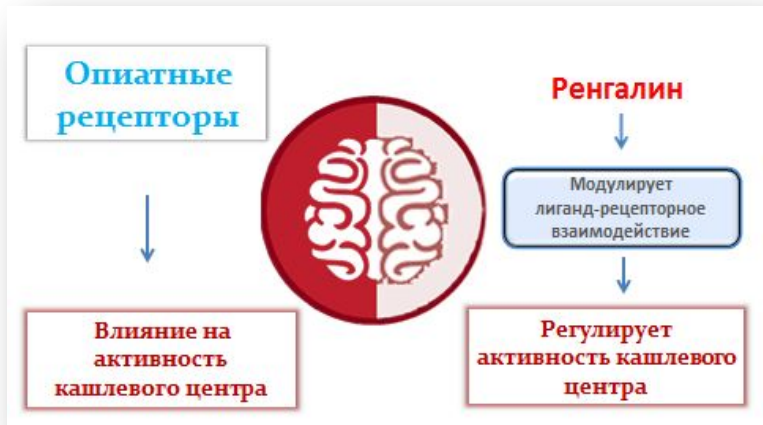 Опиатные
рецепторы
Влияние на
активность
кашлевого центра
Ренгалин
Модулирует
лиганд-рецепторное
взаимодействие
Регулирует
активность кашлевого
центра